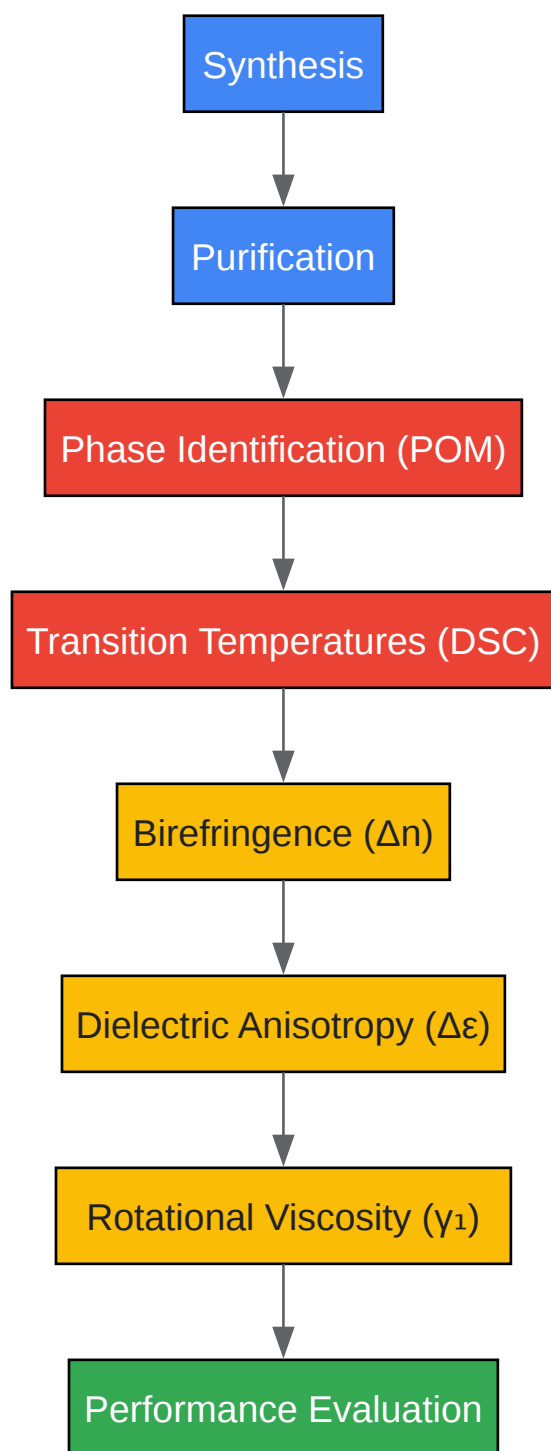 Synthesis
Purification
Phase Identification (POM)
Transition Temperatures (DSC)
Birefringence (Δn)
Dielectric Anisotropy (Δε)
Rotational Viscosity (γ₁)
Performance Evaluation